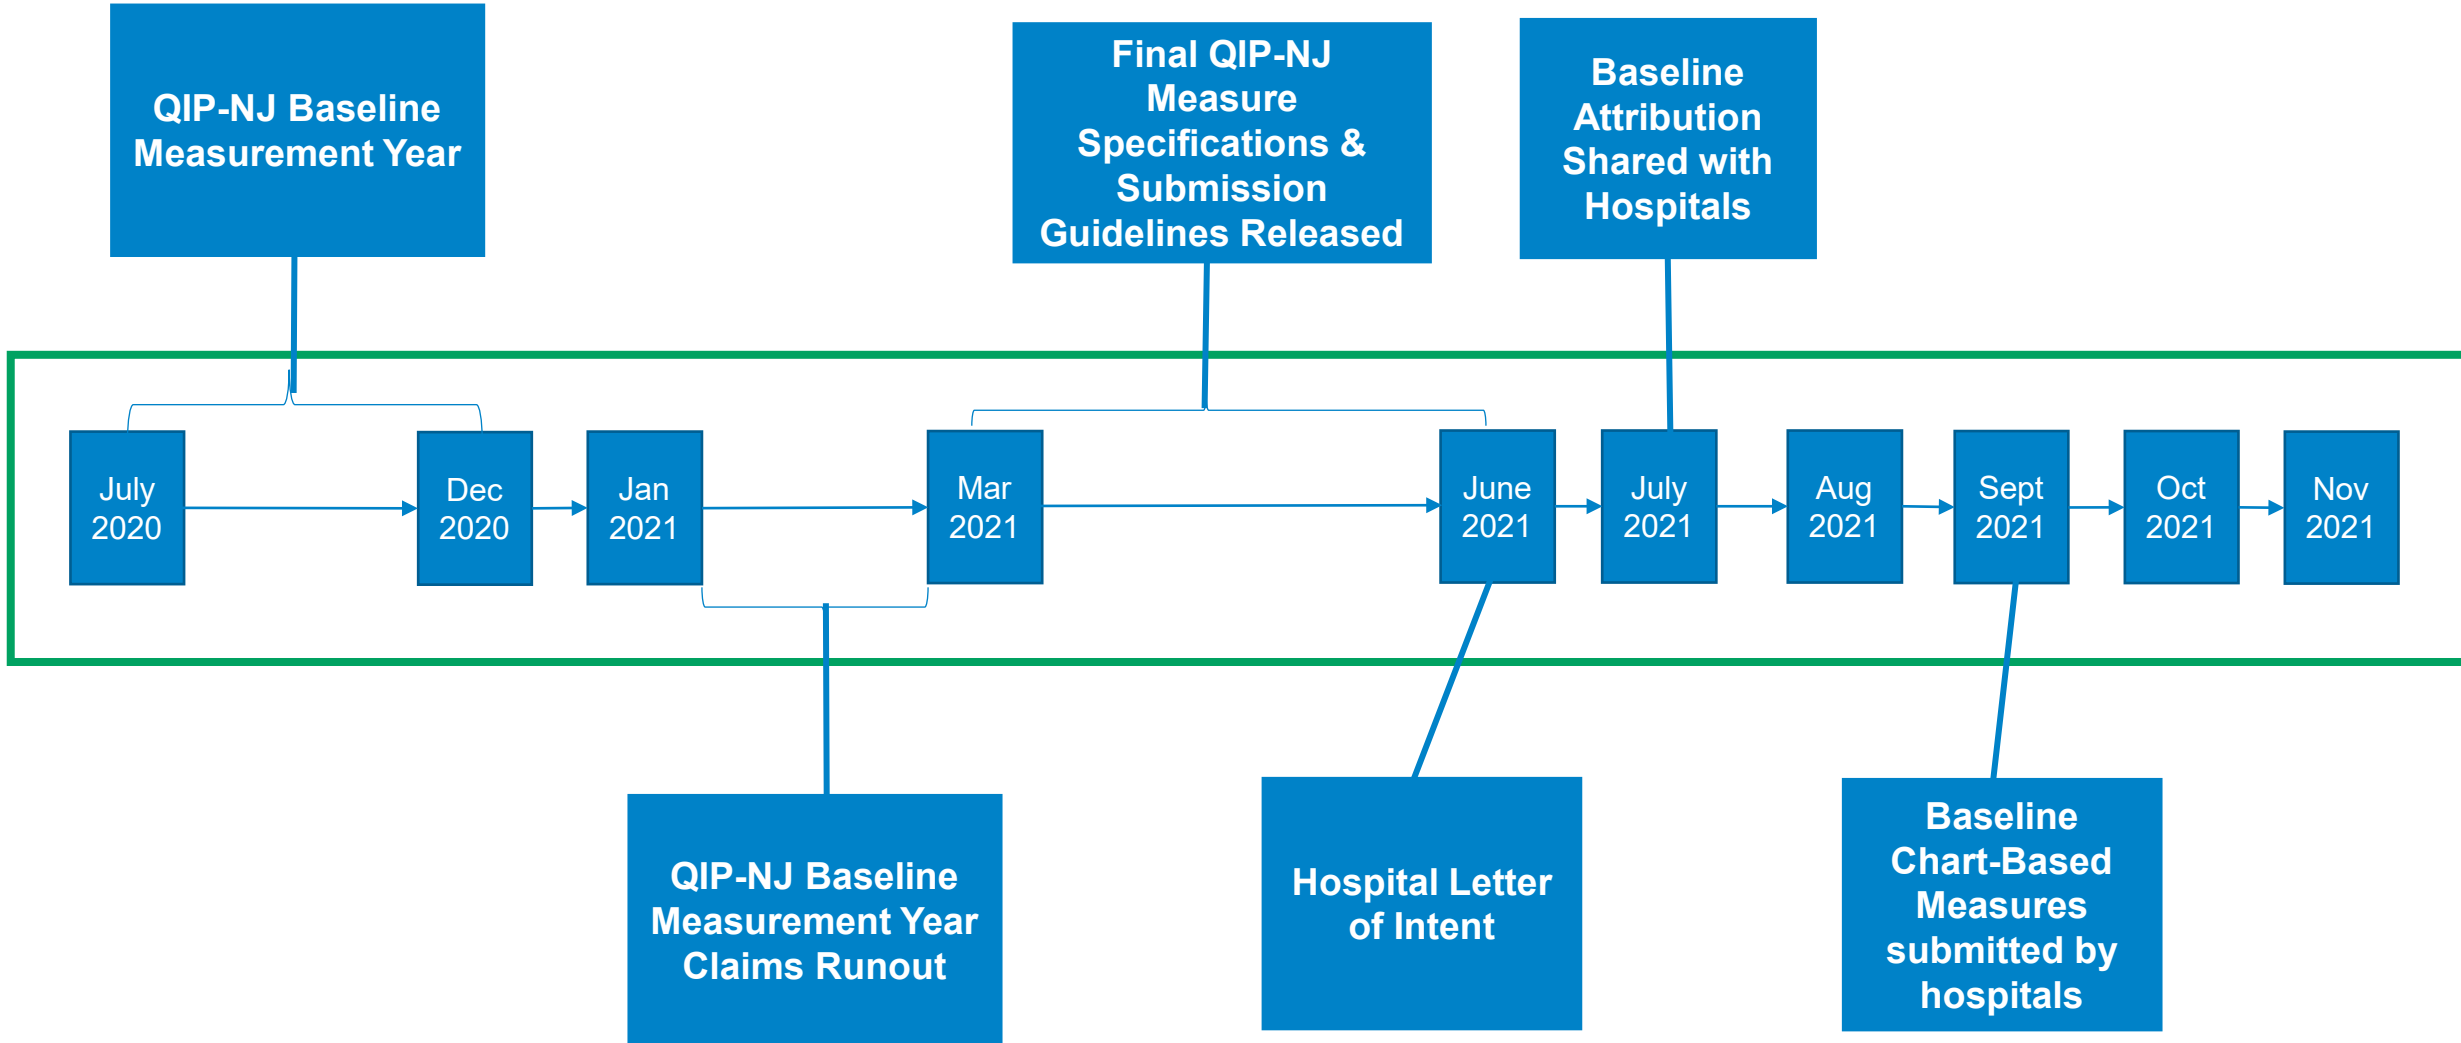 QIP-NJ Baseline
Measurement Year
Final QIP-NJ
Measure
Specifications &
Submission
Guidelines Released
Baseline
Attribution
Shared with
Hospitals
July
2020
Dec
2020
Jan
2021
Mar
2021
June
2021
July
2021
Aug
2021
Sept
2021
Oct
2021
Nov
2021
QIP-NJ Baseline
Measurement Year
Claims Runout
Hospital Letter
of Intent
Baseline
Chart-Based
Measures
submitted by
hospitals